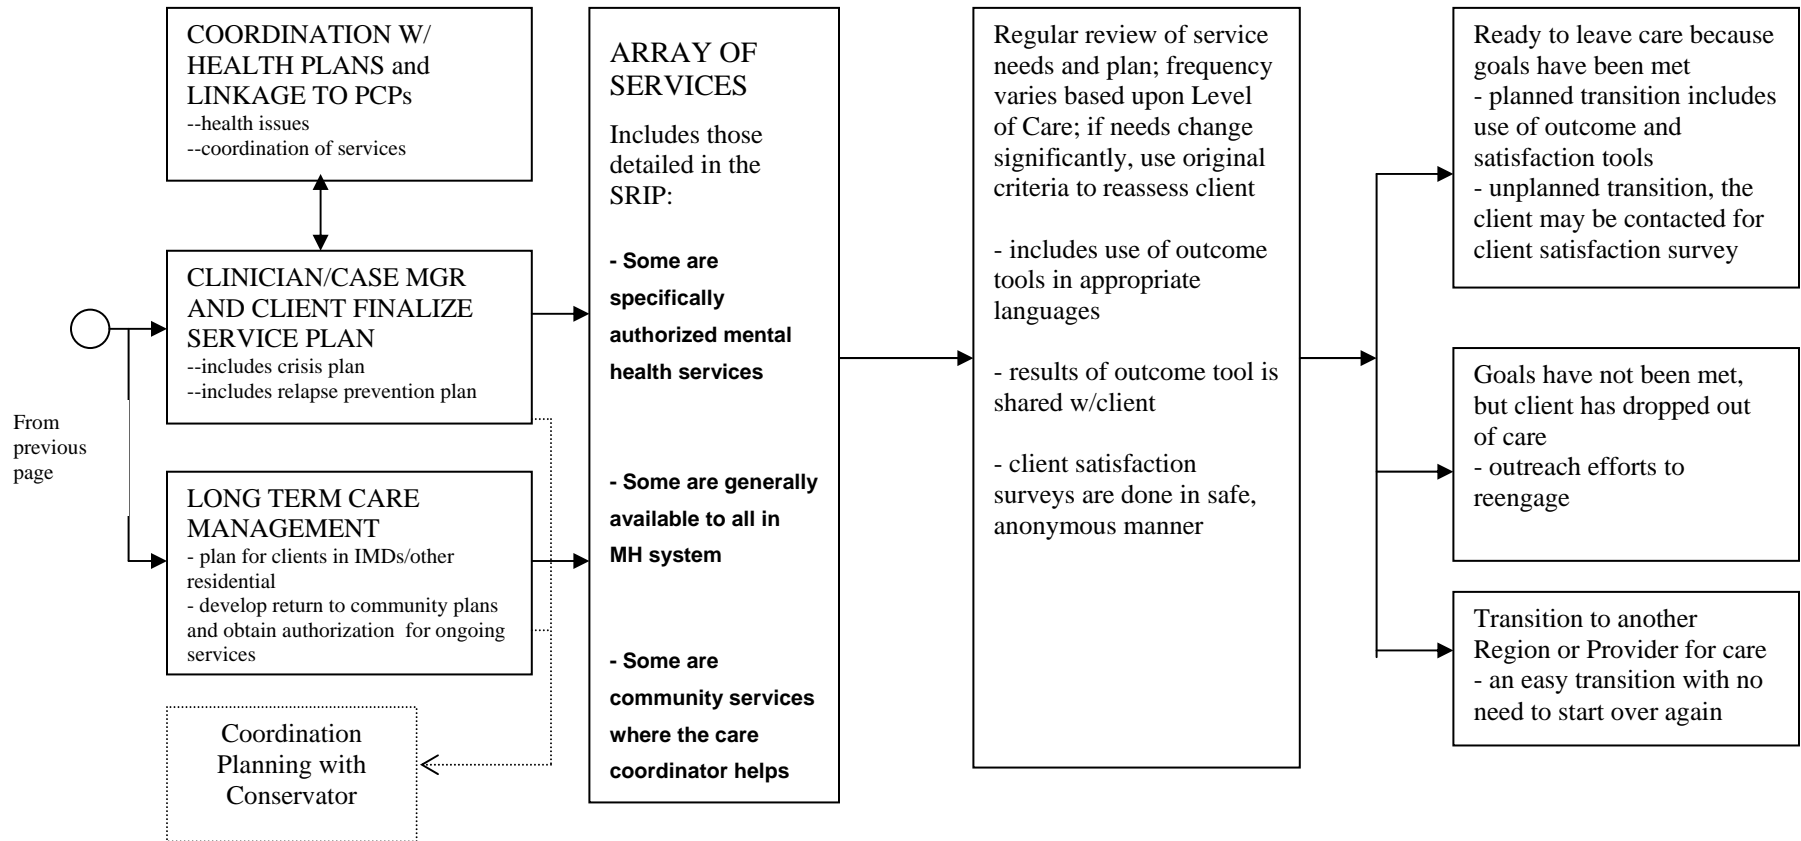 COORDINATION W/
HEALTH PLANS and
LINKAGE TO PCPs
--health issues
--coordination of services
CLINICIAN/CASE MGR
AND CLIENT FINALIZE
SERVICE PLAN
--includes crisis plan
--includes relapse prevention plan
From
previous
page
LONG TERM CARE
MANAGEMENT
- plan for clients in IMDs/other
residential
- develop return to community plans
and obtain authorization for ongoing
services
Coordination
Planning with
Conservator
ARRAY OF
SERVICES
Includes those
detailed in the
SRIP:
- Some are
specifically
authorized mental
health services
- Some are generally
available to all in
MH system
- Some are
community services
where the care
coordinator helps
Regular review of service
needs and plan; frequency
varies based upon Level
of Care; if needs change
significantly, use original
criteria to reassess client
- includes use of outcome
tools in appropriate
languages
- results of outcome tool is
shared w/client
- client satisfaction
surveys are done in safe,
anonymous manner
Ready to leave care because
goals have been met
- planned transition includes
use of outcome and
satisfaction tools
- unplanned transition, the
client may be contacted for
client satisfaction survey
Goals have not been met,
but client has dropped out
of care
- outreach efforts to
reengage
Transition to another
Region or Provider for care
- an easy transition with no
need to start over again